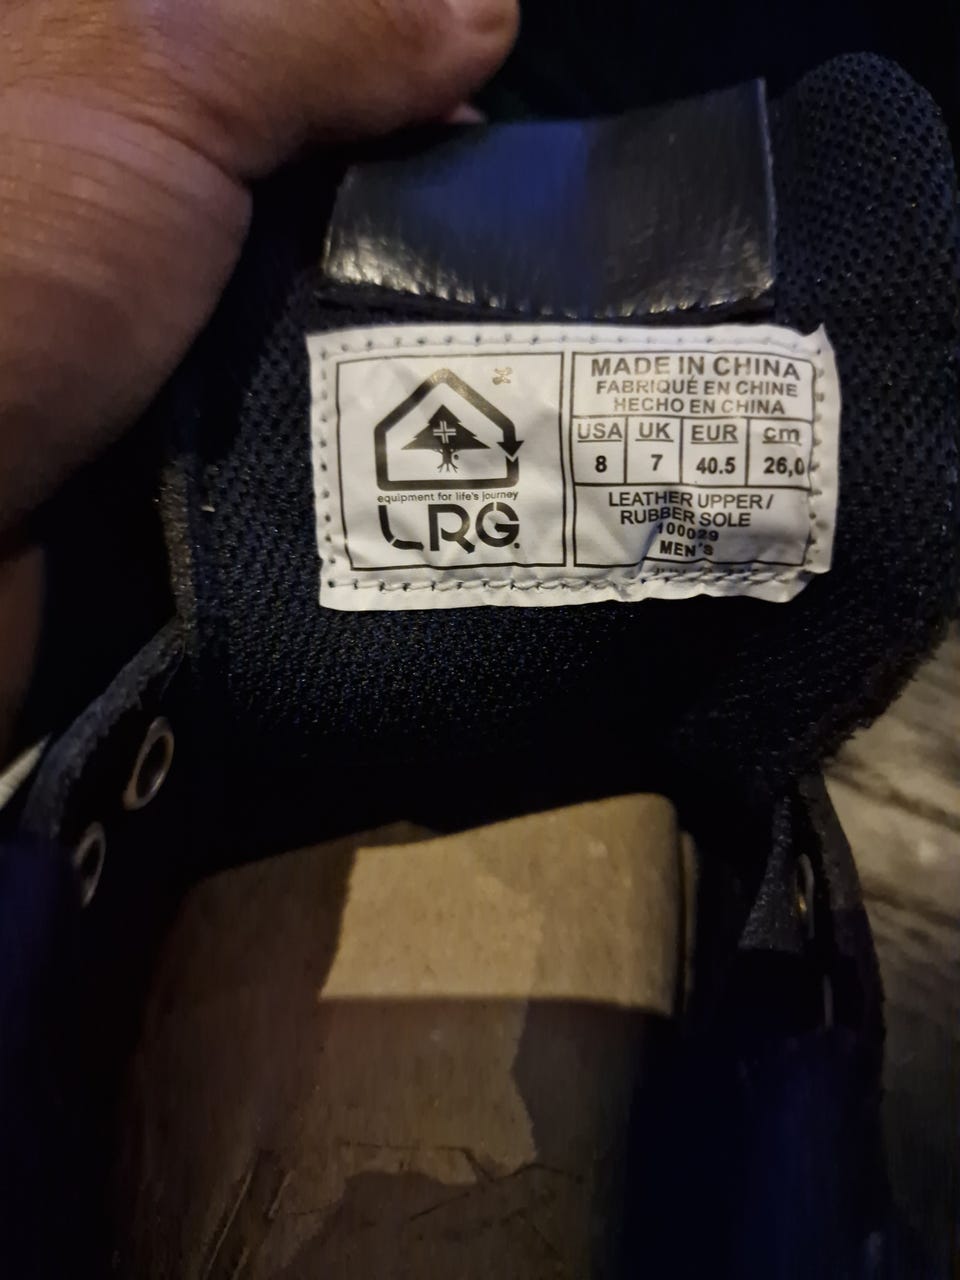 equipment for life's journey
LRG
MADE IN CHINA
FABRIQUÉ EN CHINE
HECHO EN CHINA
USA UK EUR cm
8 7 40.5 26,0
LEATHER UPPER/
RUBBER SOLE
100029
MEN'S